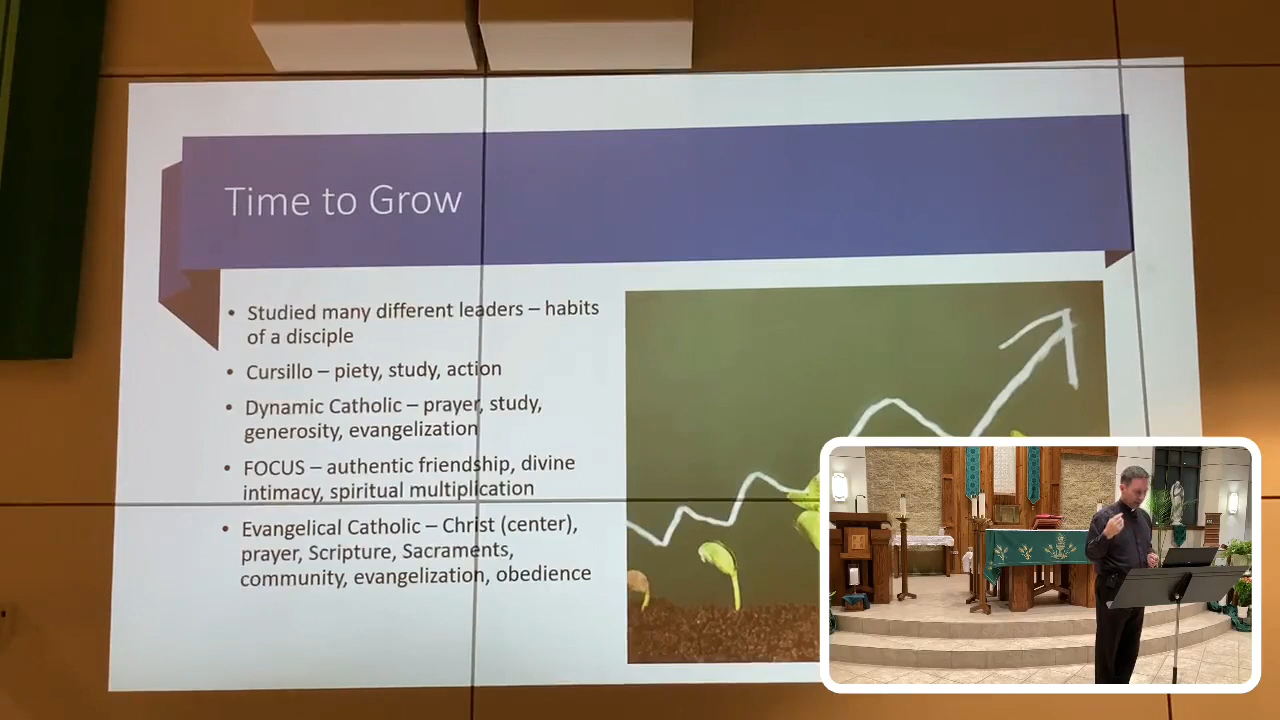 Time to Grow
• Studied many different leaders – habits
of a disciple
• Cursillo – piety, study, action
• Dynamic Catholic – prayer, study,
generosity, evangelization
• FOCUS – authentic friendship, divine
intimacy, spiritual multiplication
• Evangelical Catholic – Christ (center),
prayer, Scripture, Sacraments,
community, evangelization, obedience